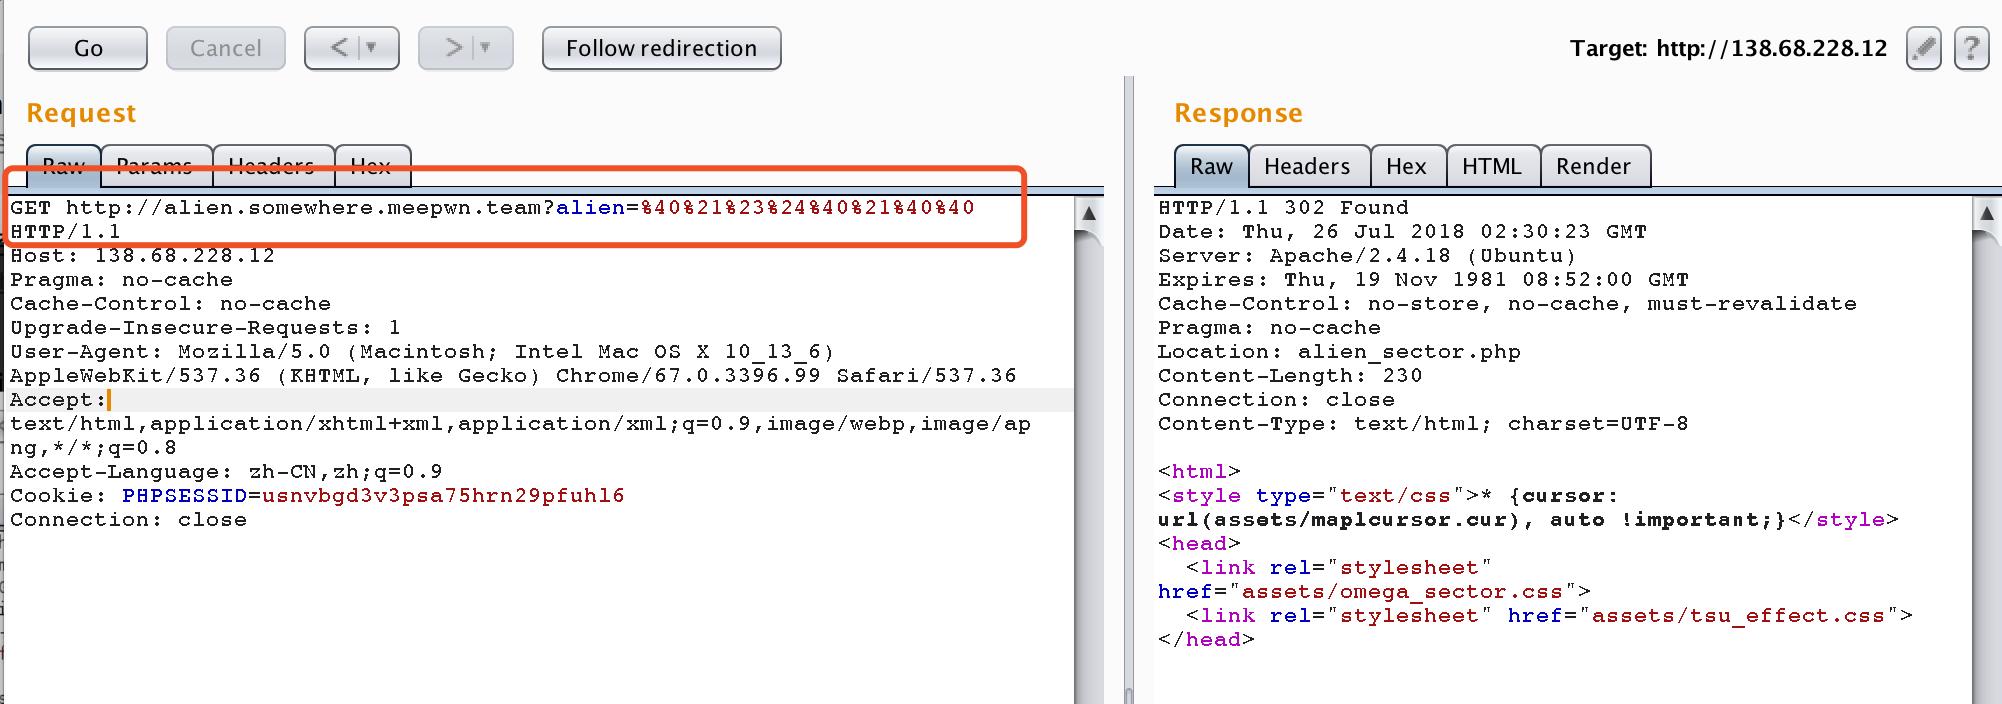 Go
Cancel
<
>
Follow redirection
Target: http://138.68.228.12
?
Request
Raw
Params
Headers
Hex
GET http://alien.somewhere.meepwn.team?alien=%40%21%23%24%40%21%40%40
HTTP/1.1
Host: 138.68.228.12
Pragma: no-cache
Cache-Control: no-cache
Upgrade-Insecure-Requests: 1
User-Agent: Mozilla/5.0 (Macintosh; Intel Mac OS X 10_13_6)
AppleWebKit/537.36 (KHTML, like Gecko) Chrome/67.0.3396.99 Safari/537.36
Accept:
text/html,application/xhtml+xml,application/xml;q=0.9,image/webp,image/ap
ng,*/*;q=0.8
Accept-Language: zh-CN,zh;q=0.9
Cookie: PHPSESSID=usnvbgd3v3psa75hrn29pfuhl6
Connection: close
Response
Raw
Headers
Hex
HTML
Render
HTTP/1.1 302 Found
Date: Thu, 26 Jul 2018 02:30:23 GMT
Server: Apache/2.4.18 (Ubuntu)
Expires: Thu, 19 Nov 1981 08:52:00 GMT
Cache-Control: no-store, no-cache, must-revalidate
Pragma: no-cache
Location: alien_sector.php
Content-Length: 230
Connection: close
Content-Type: text/html; charset=UTF-8
<html>
<style type="text/css">* {cursor:
url(assets/maplcursor.cur), auto !important;}</style>
<head>
<link rel="stylesheet"
href="assets/omega_sector.css">
<link rel="stylesheet" href="assets/tsu_effect.css">
</head>